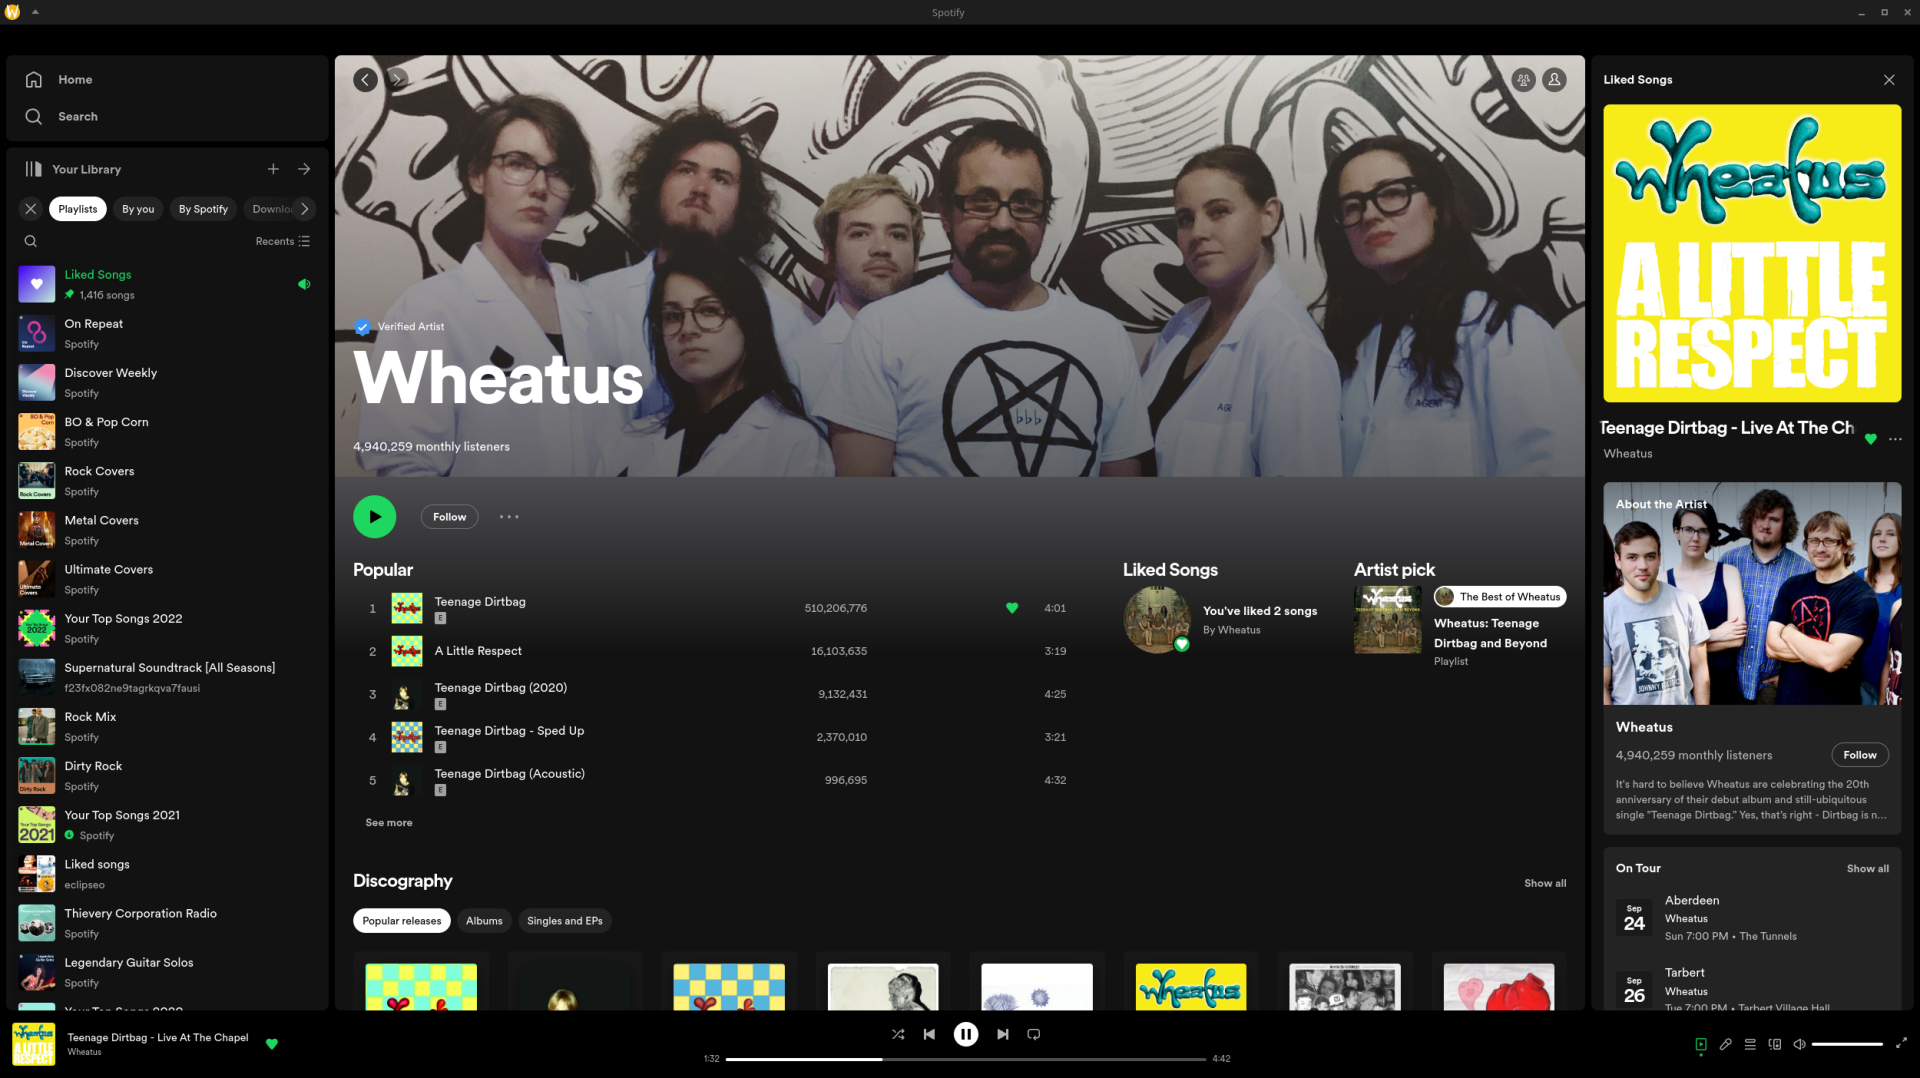 Spotify
Home
Search
Your Library
Playlists
By you
By Spotify
Downlo
Recents
Liked Songs
1,416 songs
On Repeat
Spotify
Discover Weekly
Spotify
BO & Pop Corn
Spotify
Rock Covers
Spotify
Metal Covers
Spotify
Ultimate Covers
Spotify
Your Top Songs 2022
Spotify
Supernatural Soundtrack [All Seasons]
f23fx082ne9tagrkqva7fausi
Rock Mix
Spotify
Dirty Rock
Spotify
Your Top Songs 2021
Spotify
Liked songs
eclipseo
Thievery Corporation Radio
Spotify
Legendary Guitar Solos
Spotify
Your Top Songs 2020
Verified Artist
Wheatus
4,940,259 monthly listeners
Follow
Popular
1 Teenage Dirtbag 510,206,776 4:01
E
2 A Little Respect 16,103,635 3:19
3 Teenage Dirtbag (2020) 9,132,431 4:25
E
4 Teenage Dirtbag - Sped Up 2,370,010 3:21
E
5 Teenage Dirtbag (Acoustic) 996,695 4:32
E
See more
Liked Songs
You've liked 2 songs
By Wheatus
Artist pick
The Best of Wheatus
Wheatus: Teenage
Dirtbag and Beyond
Playlist
Discography
Show all
Popular releases
Albums
Singles and EPs
Wheatus
Liked Songs
Wheatus
A LITTLE
RESPECT
Teenage Dirtbag - Live At The Ch
Wheatus
About the Artist
Wheatus
4,940,259 monthly listeners
Follow
It's hard to believe Wheatus are celebrating the 20th
anniversary of their debut album and still-ubiquitous
single "Teenage Dirtbag." Yes, that's right - Dirtbag is n...
On Tour
Show all
Sep
24
Aberdeen
Wheatus
Sun 7:00 PM • The Tunnels
Sep
26
Tarbert
Wheatus
Tue 7:00 PM • Tarbert Village Hall
Wheatus
A LITTLE
RESPECT
Teenage Dirtbag - Live At The Chapel
Wheatus
1:32
4:42